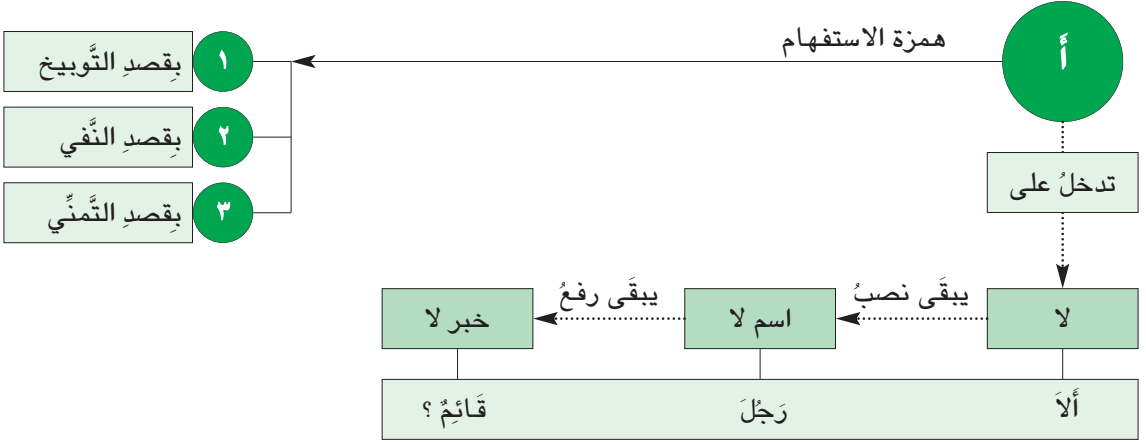 أَ
همزة الاستفهام
١ بِقصدِ التَّوبيخ
٢ بِقصدِ النَّفي
٣ بِقصدِ التَّمنِّي
تدخلُ على
لا يبقَى نصبُ اسم لا يبقَى رفعُ خبر لا
أَلاَ رَجُلَ قَائِمٌ ؟